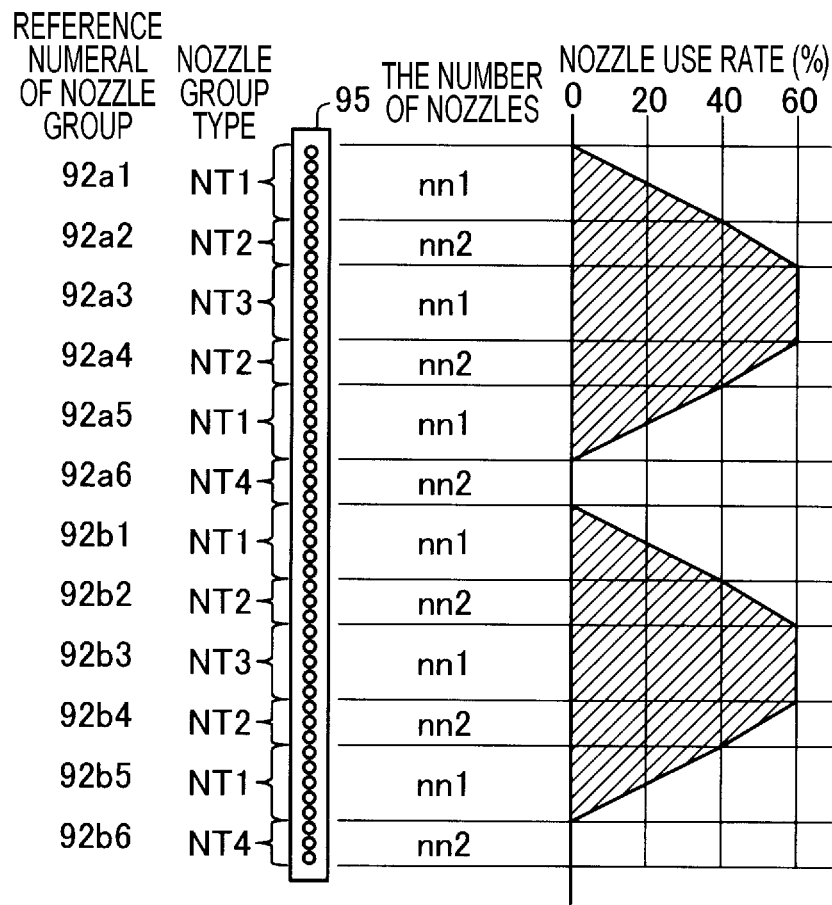 REFERENCE
NUMERAL
OF NOZZLE
GROUP
NOZZLE
GROUP
TYPE
95
THE NUMBER
OF NOZZLES
NOZZLE USE RATE (%)
0 20 40 60
92a1 NT1 nn1
92a2 NT2 nn2
92a3 NT3 nn1
92a4 NT2 nn2
92a5 NT1 nn1
92a6 NT4 nn2
92b1 NT1 nn1
92b2 NT2 nn2
92b3 NT3 nn1
92b4 NT2 nn2
92b5 NT1 nn1
92b6 NT4 nn2